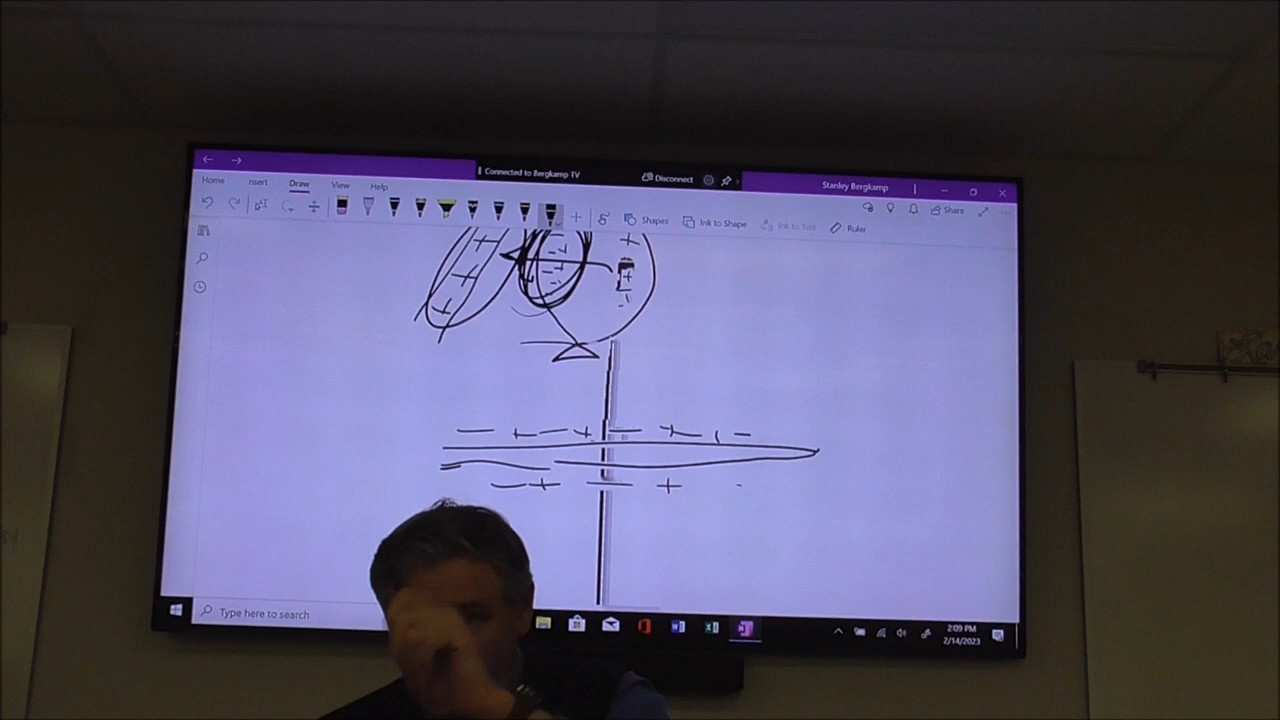 Connected to Bergkamp TV
Disconnect
Stanley Bergkamp
Home nsert Draw View Help
Share
Shapes Ink to Shape Ink to Text Ruler
+ + +
+
- + - + - + - -
- + - +
Type here to search
2:09 PM
2/14/2023